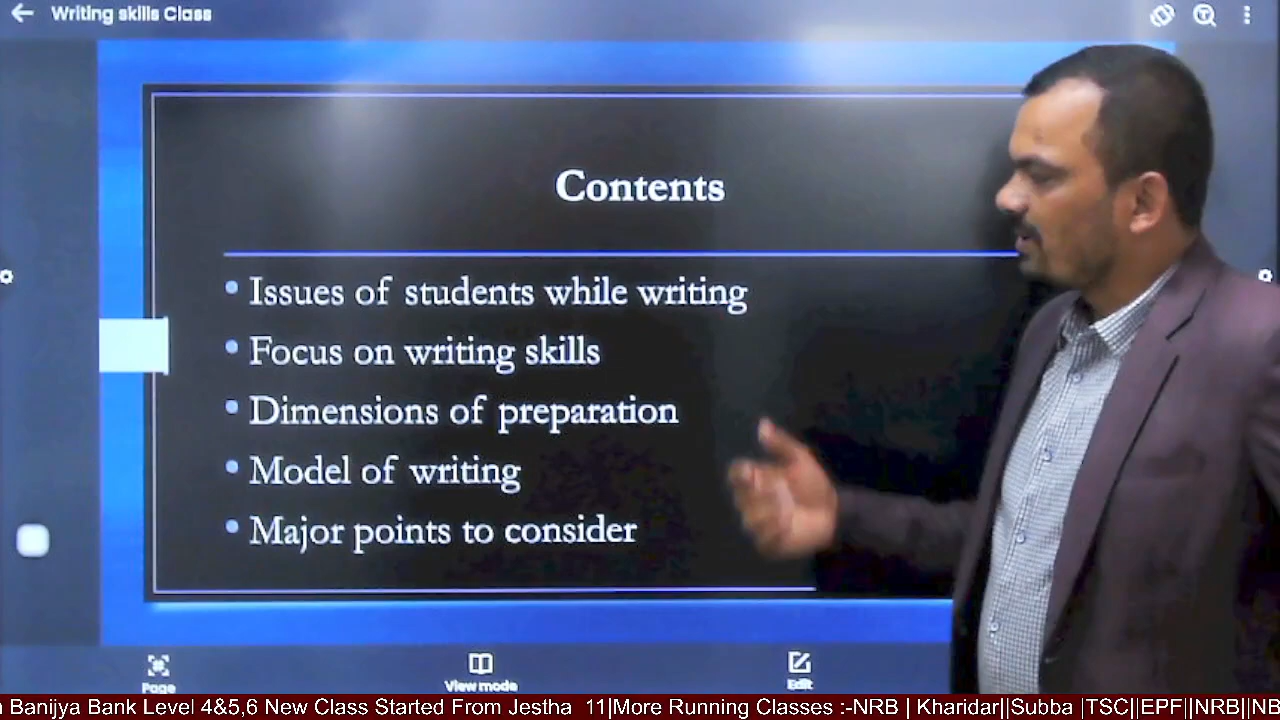 Writing skills Class
Contents
• Issues of students while writing
• Focus on writing skills
• Dimensions of preparation
• Model of writing
• Major points to consider
Page
View mode
Edit
Banijya Bank Level 4&5,6 New Class Started From Jestha 11|More Running Classes :-NRB | Kharidar||Subba |TSC||EPF||NRB||